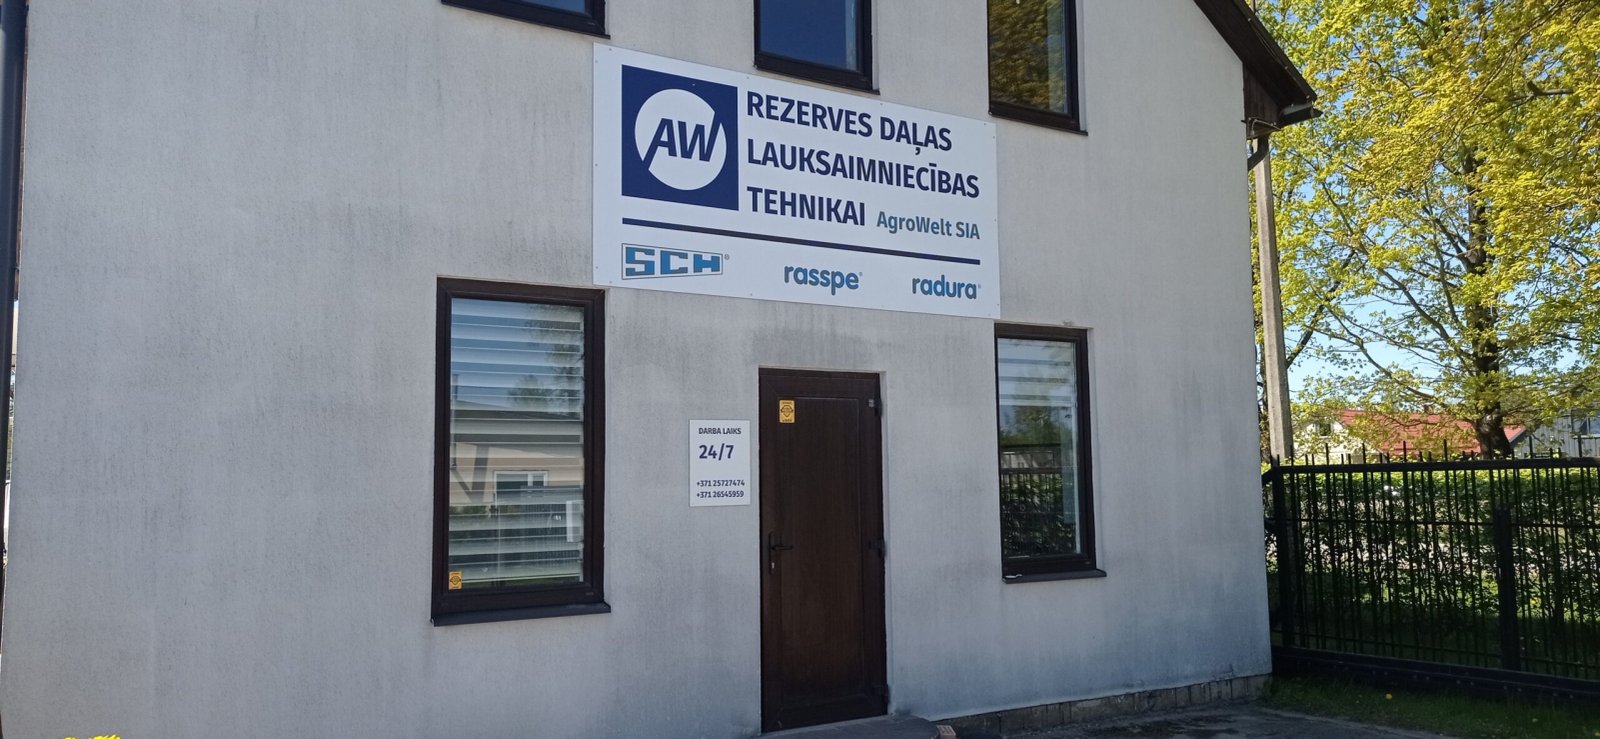 AW
REZERVES DAĻAS
LAUKSAIMNIECĪBAS
TEHNIKAI AgroWelt SIA
SCH® rasspe® radura®
DARBA LAIKS
24/7
+371 25727474
+371 26545959